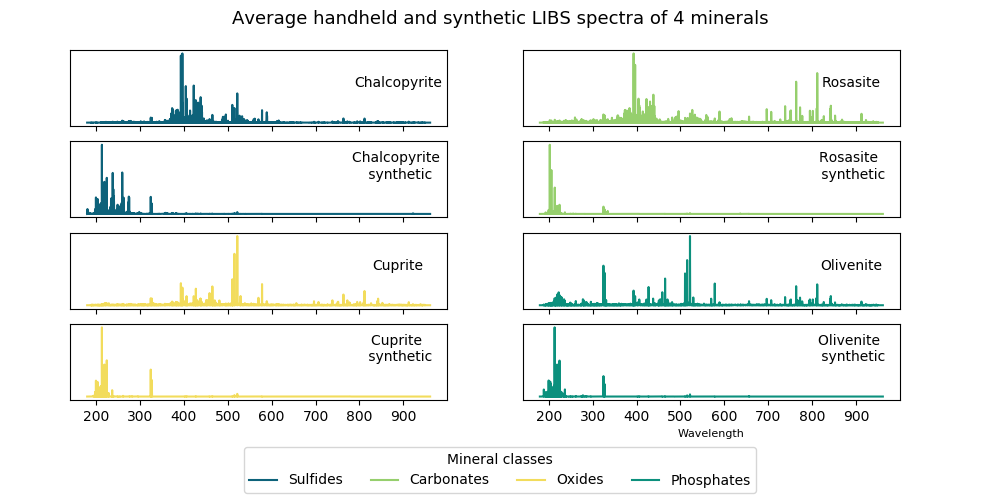 Average handheld and synthetic LIBS spectra of 4 minerals
Chalcopyrite
Rosasite
Chalcopyrite
synthetic
Rosasite
synthetic
Cuprite
Olivenite
Cuprite
synthetic
Olivenite
synthetic
200 300 400 500 600 700 800 900
200 300 400 500 600 700 800 900
Wavelength
Mineral classes
Sulfides Carbonates Oxides Phosphates